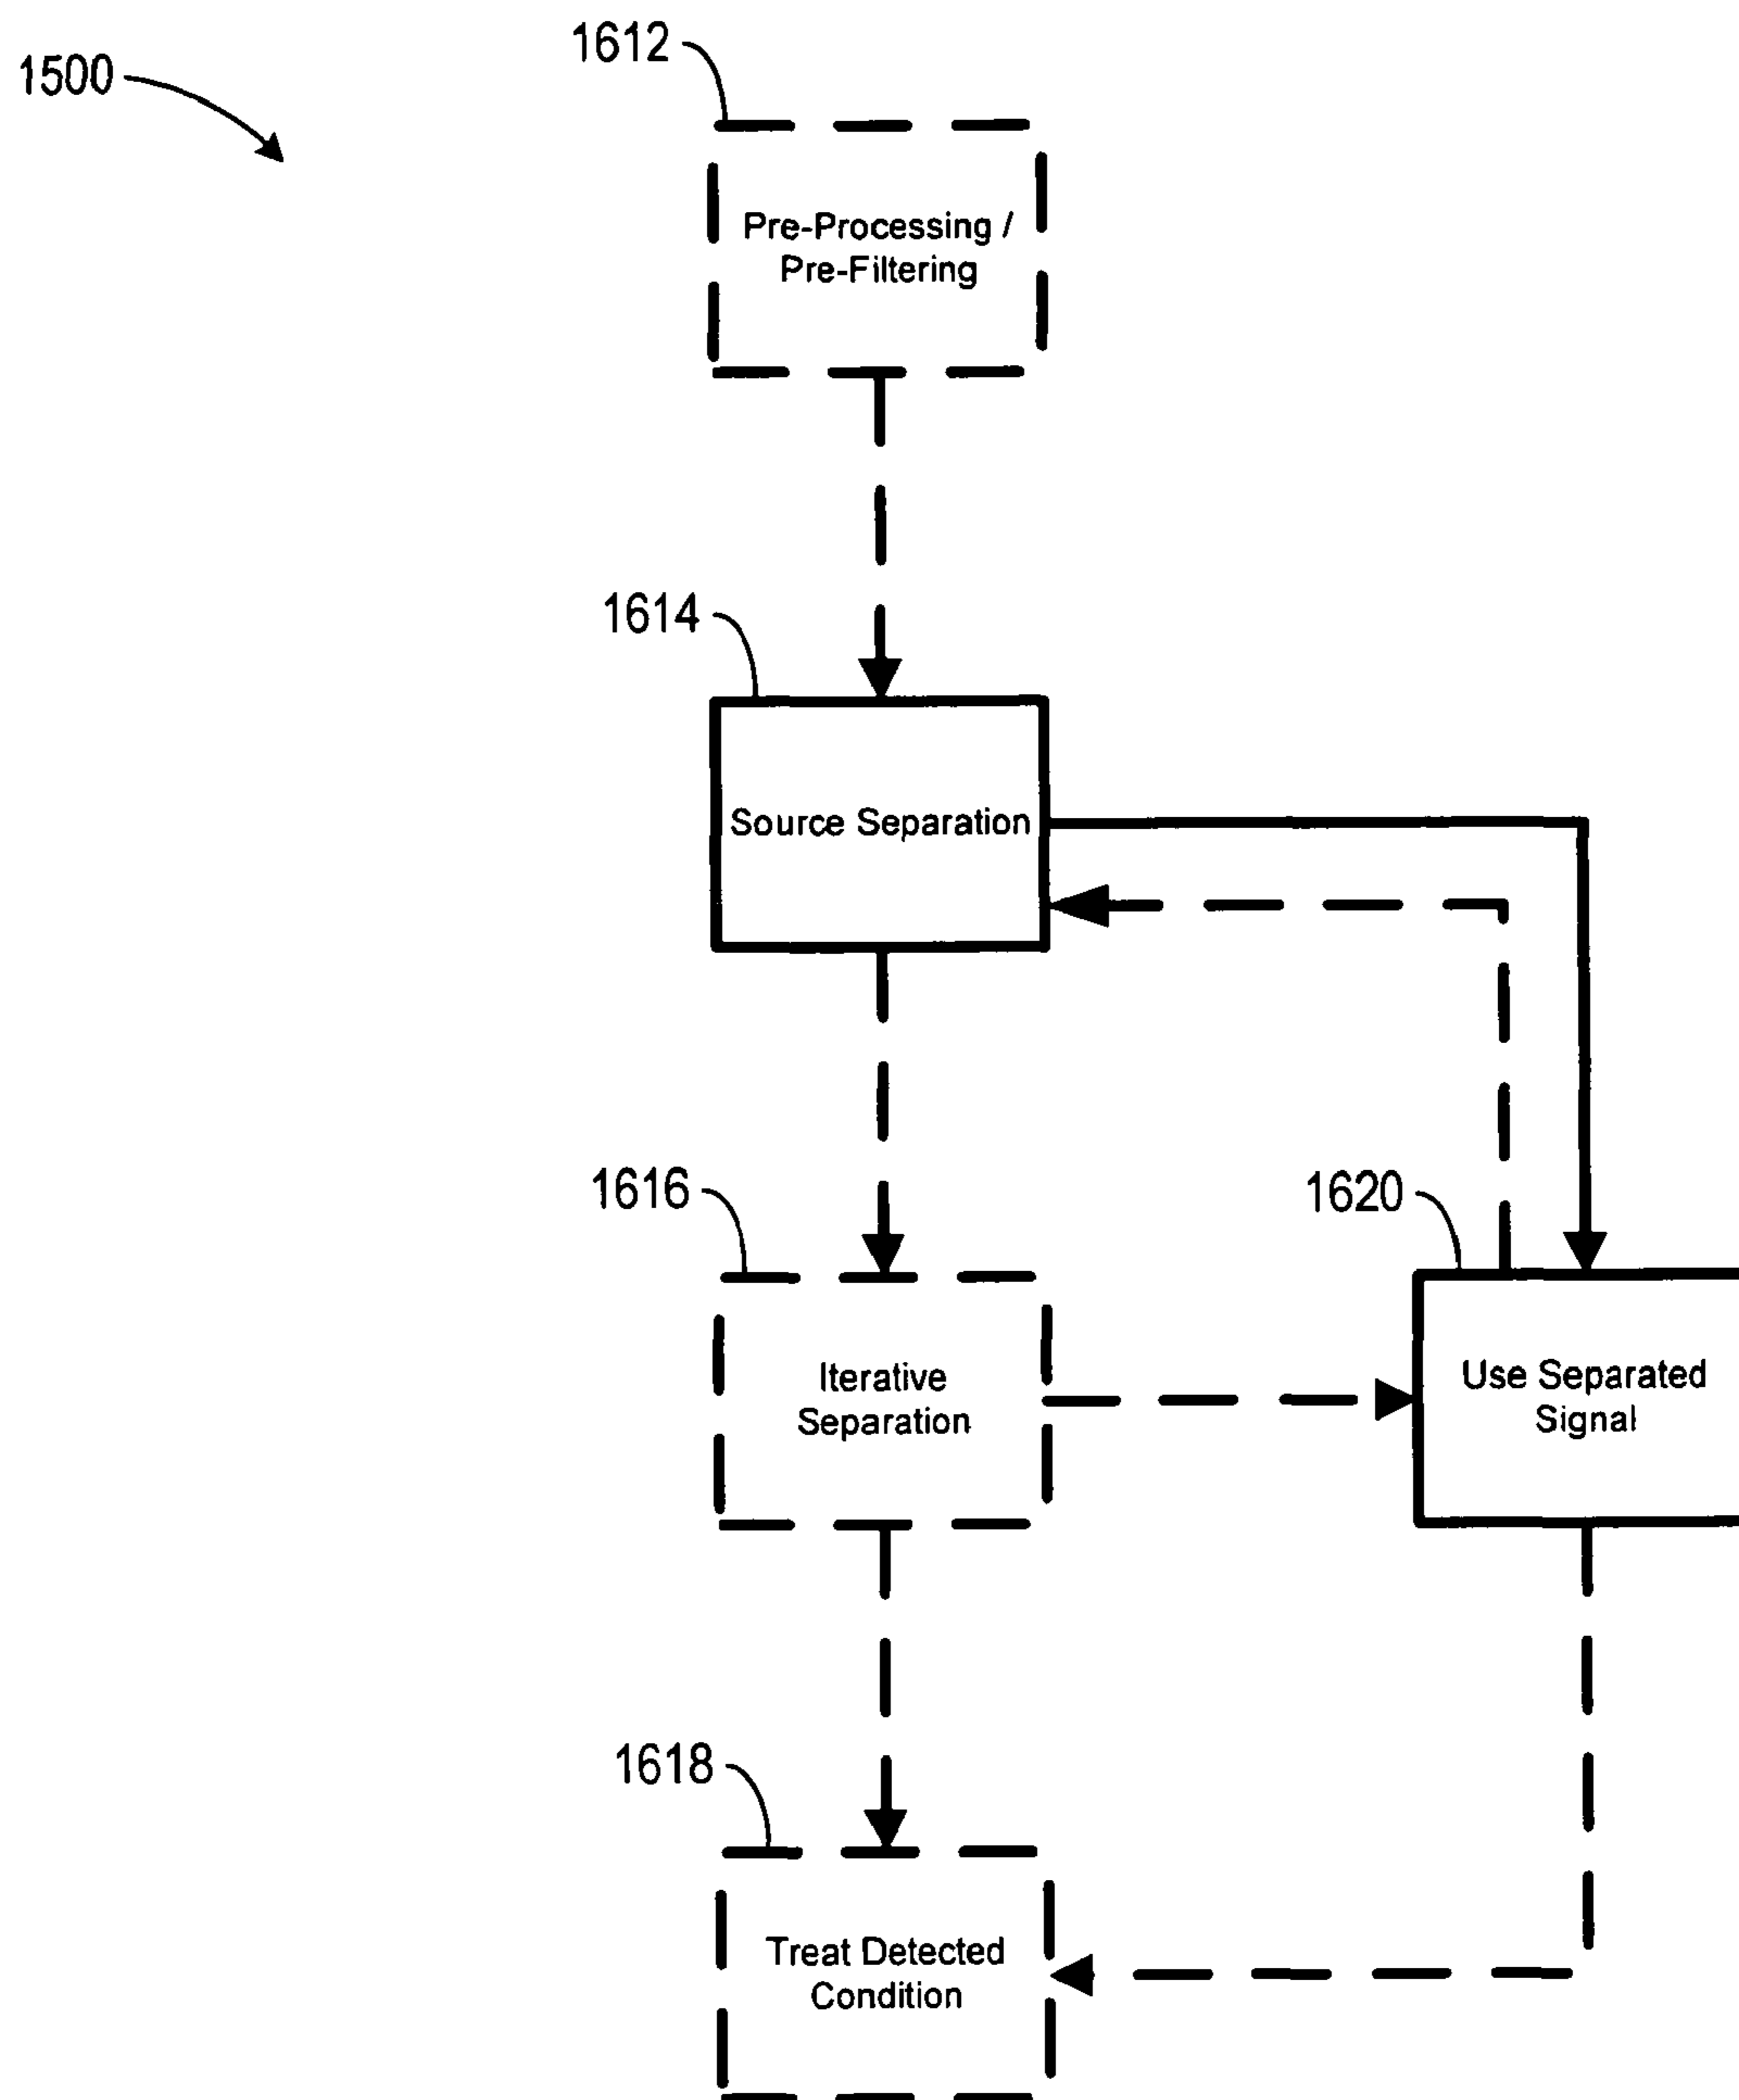 1500
1612
Pre-Processing /
Pre-Filtering
1614
Source Separation
1616
Iterative
Separation
1620
Use Separated
Signal
1618
Treat Detected
Condition